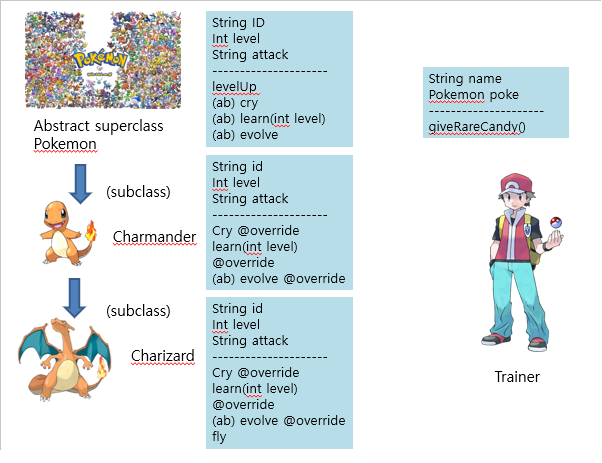 String ID
Int level
String attack
----------------------
levelUp
(ab) cry
(ab) learn(int level)
(ab) evolve
Pokémon
Abstract superclass
Pokemon
String name
Pokemon poke
----------------------
giveRareCandy()
(subclass)
Charmander
String id
Int level
String attack
----------------------
Cry @override
learn(int level)
@override
(ab) evolve @override
(subclass)
Charizard
String id
Int level
String attack
----------------------
Cry @override
learn(int level)
@override
(ab) evolve @override
fly
Trainer